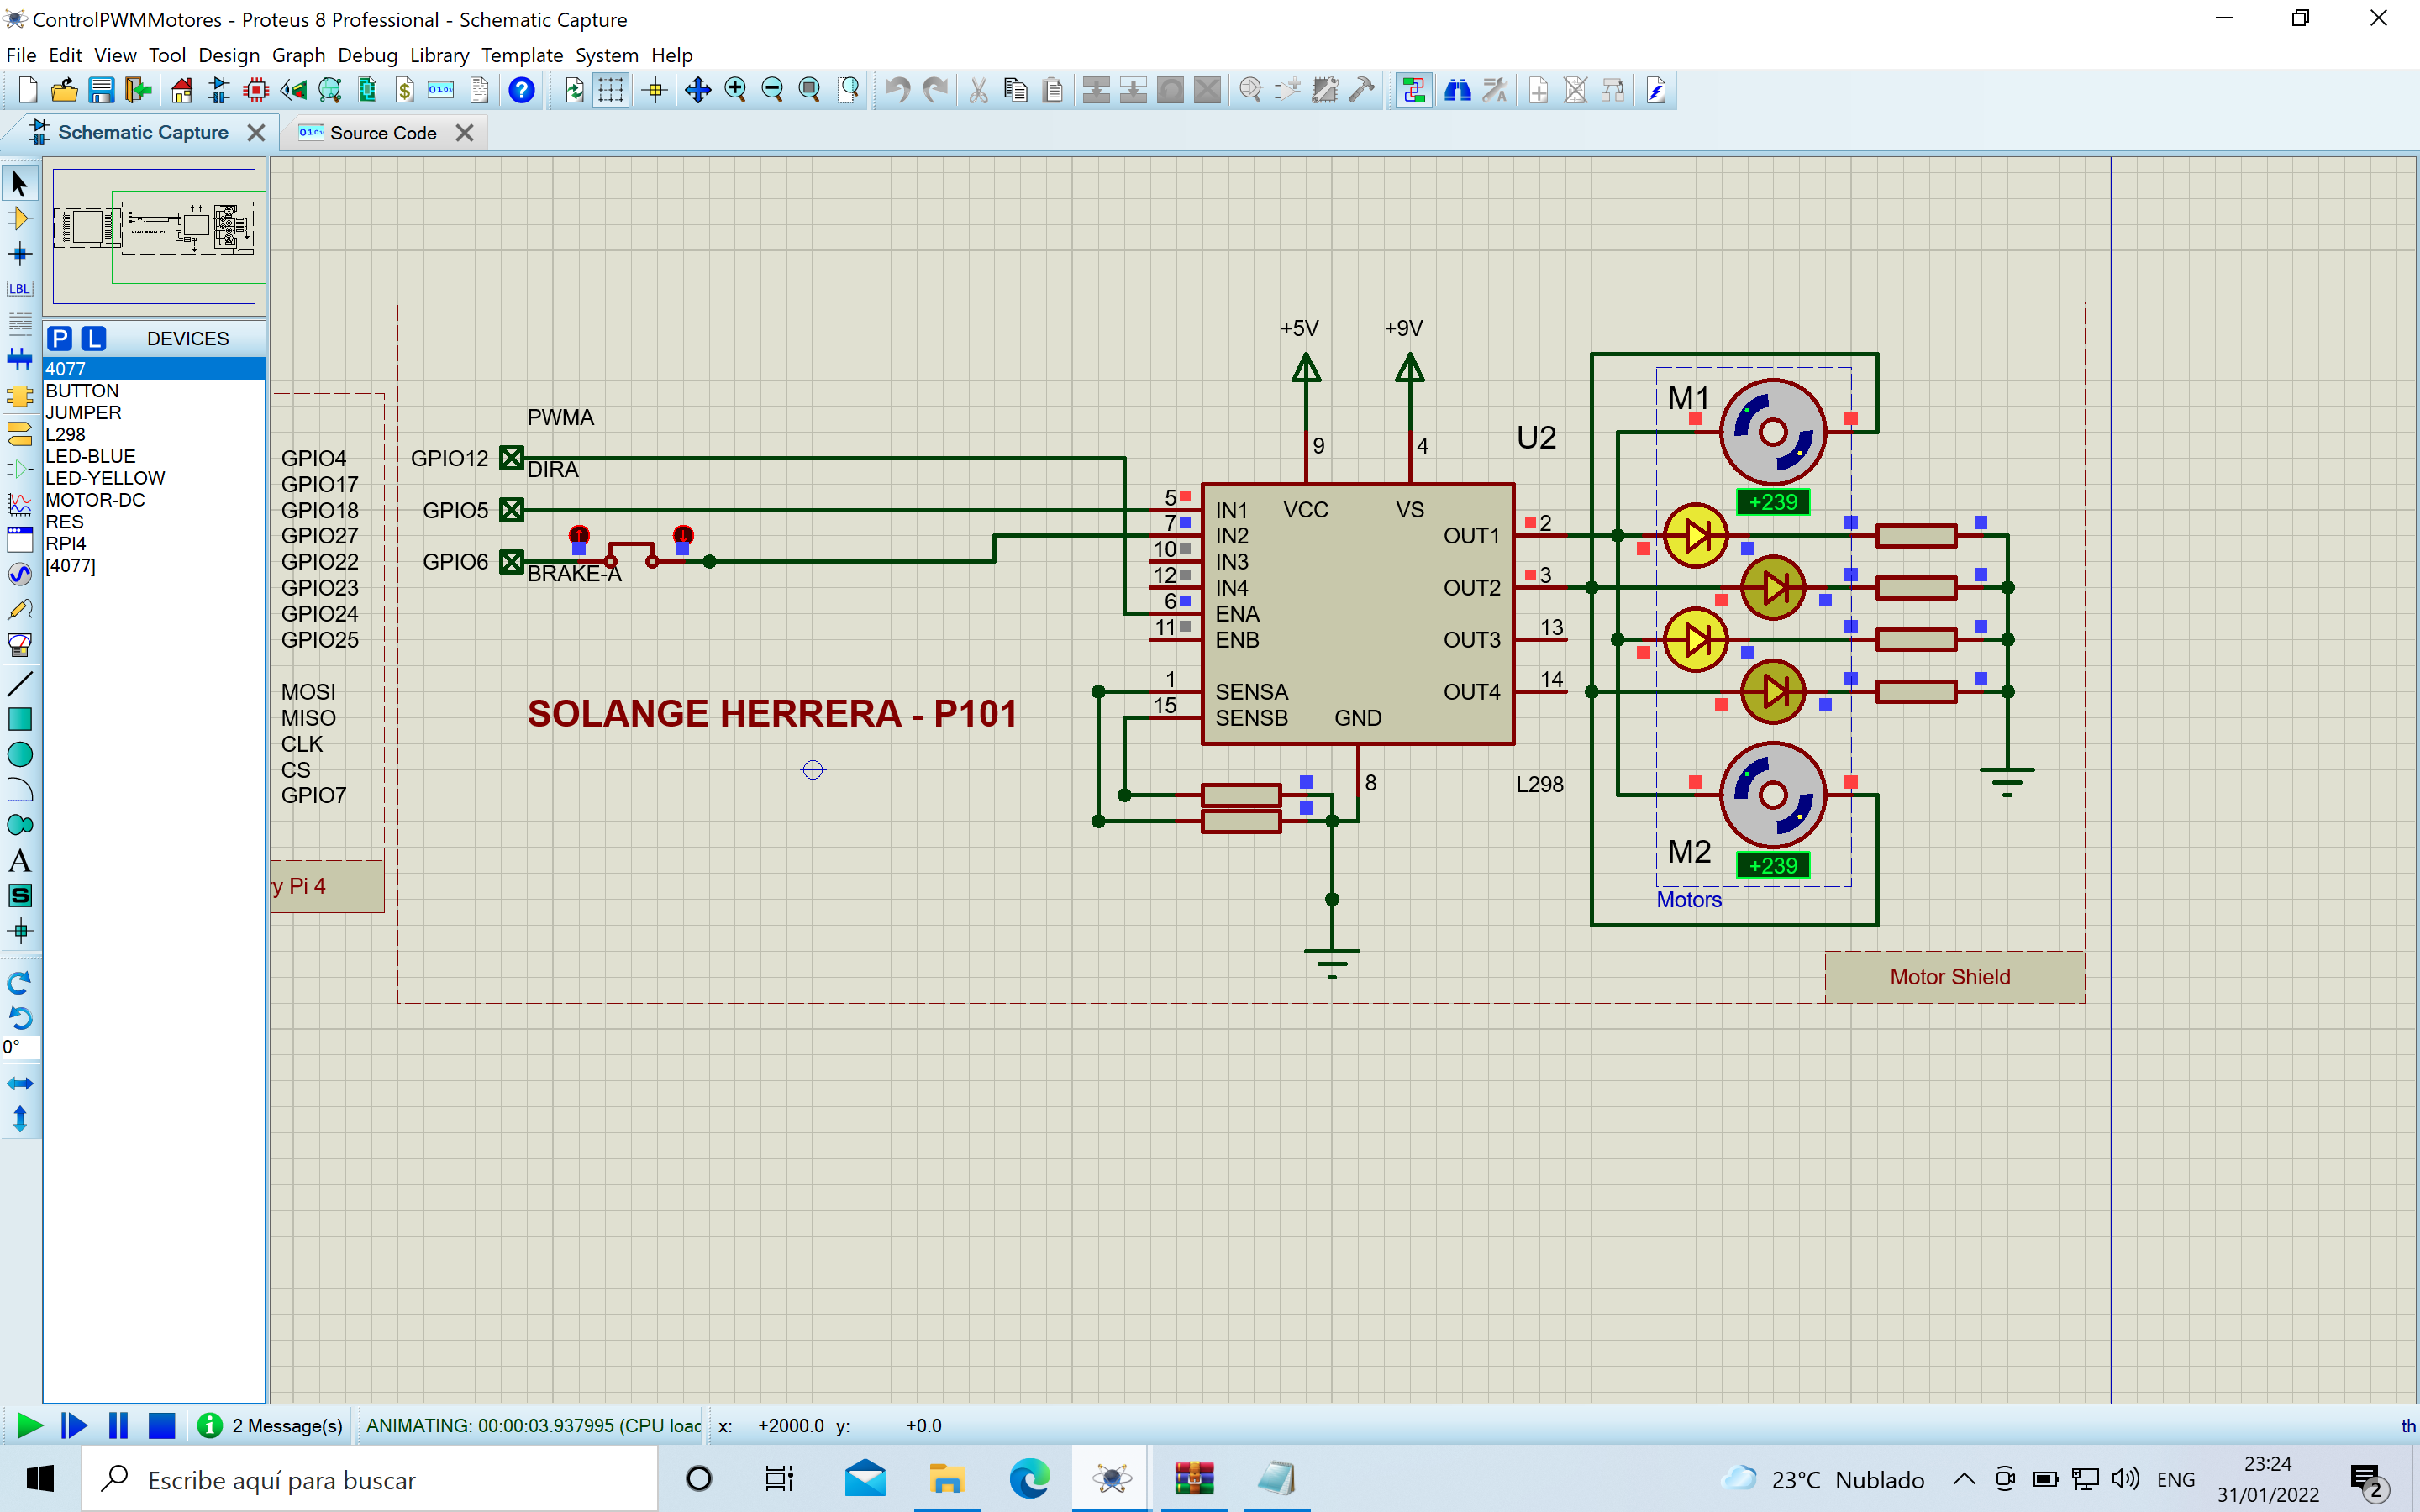 ControlPWMMotores - Proteus 8 Professional - Schematic Capture
File Edit View Tool Design Graph Debug Library Template System Help
Schematic Capture
Source Code
P L DEVICES
4077
BUTTON
JUMPER
L298
LED-BLUE
LED-YELLOW
MOTOR-DC
RES
RPI4
[4077]
LBL
A
S
0°
GPIO4
GPIO17
GPIO18
GPIO27
GPIO22
GPIO23
GPIO24
GPIO25
MOSI
MISO
CLK
CS
GPIO7
y Pi 4
PWMA
GPIO12
DIRA
GPIO5
GPIO6
BRAKE-A
SOLANGE HERRERA - P101
+5V
+9V
9
4
U2
5 IN1
7 IN2
10 IN3
12 IN4
6 ENA
11 ENB
1 SENSA
15 SENSB
VCC
VS
GND
8
OUT1 2
OUT2 3
OUT3 13
OUT4 14
L298
M1
+239
M2
+239
Motors
Motor Shield
2 Message(s)
ANIMATING: 00:00:03.937995 (CPU load
x: +2000.0 y: +0.0
th
Escribe aquí para buscar
23°C Nublado
ENG
23:24
31/01/2022
2